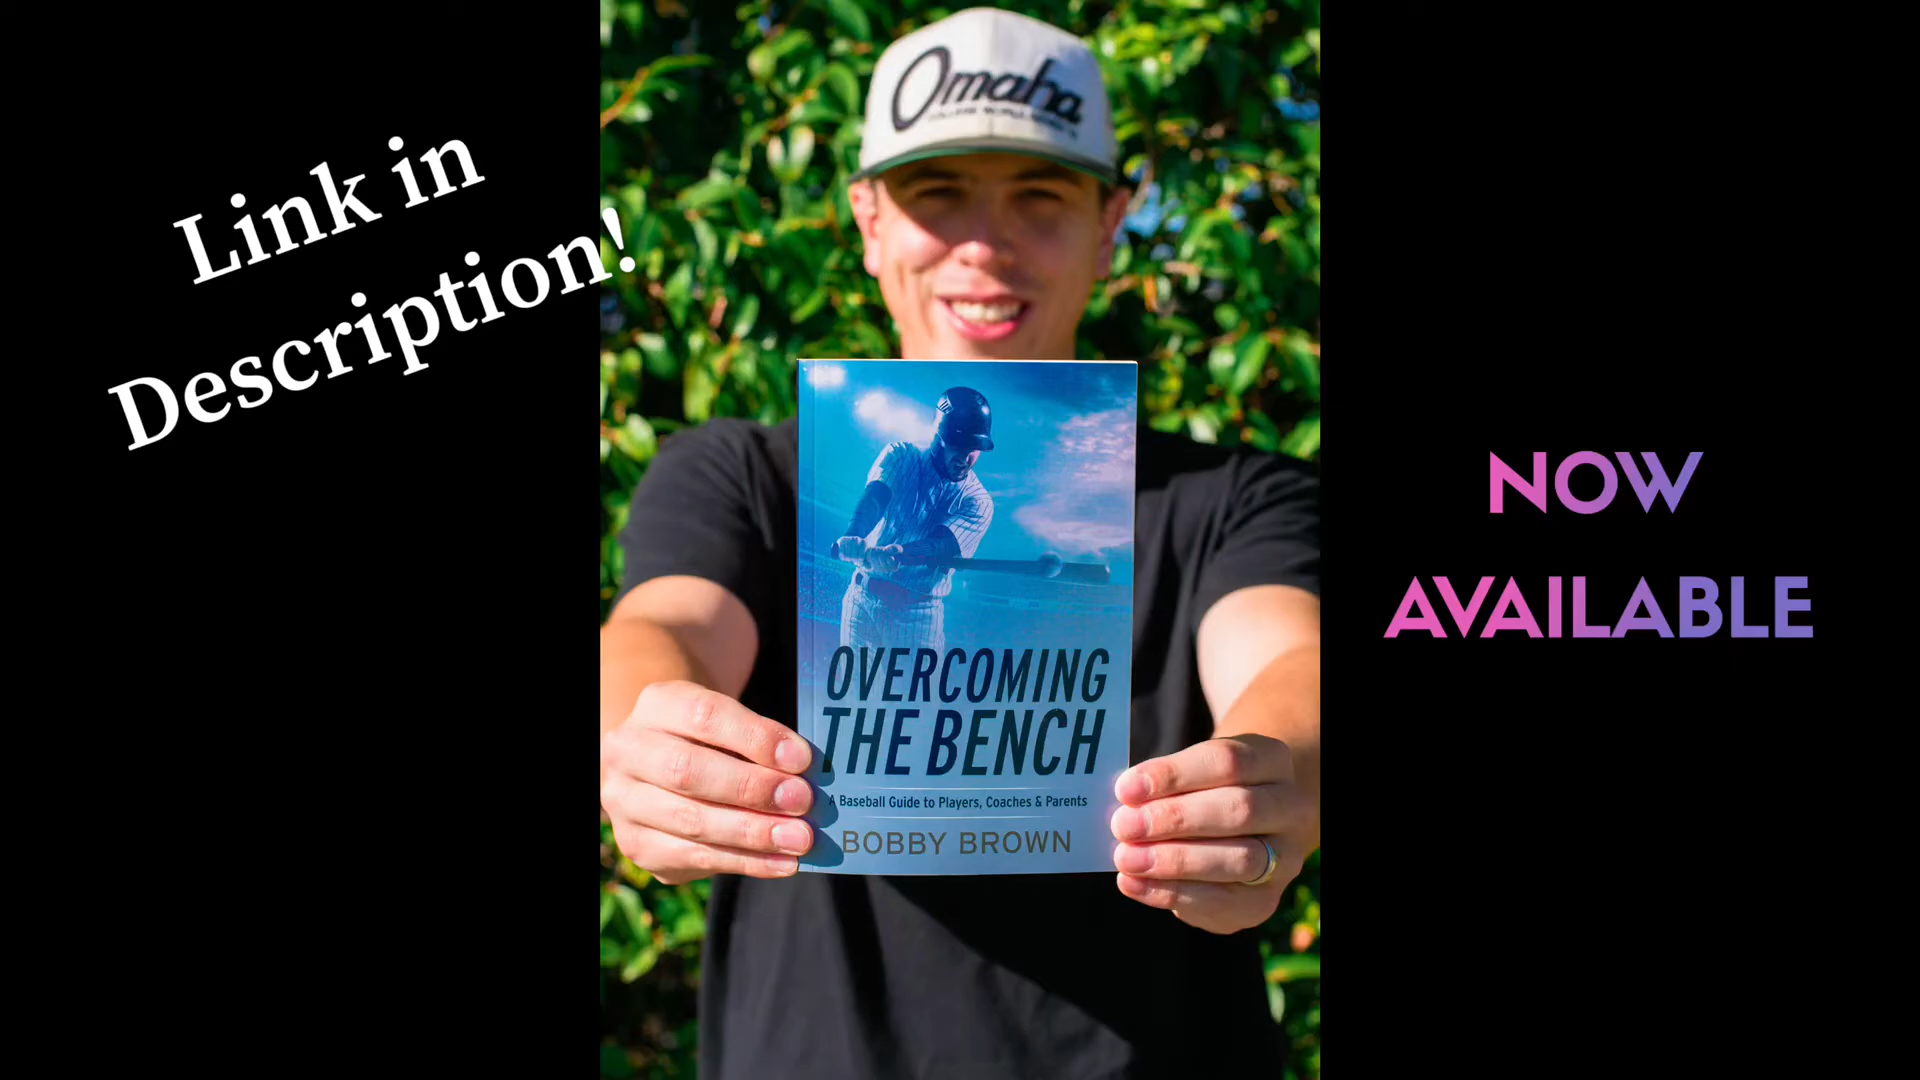 Link in
Description!
Omaha
OVERCOMING
THE BENCH
A Baseball Guide to Players, Coaches & Parents
BOBBY BROWN
NOW
AVAILABLE